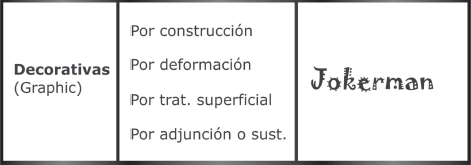 Decorativas
(Graphic)
Por construcción
Por deformación
Por trat. superficial
Por adjunción o sust.
Jokerman